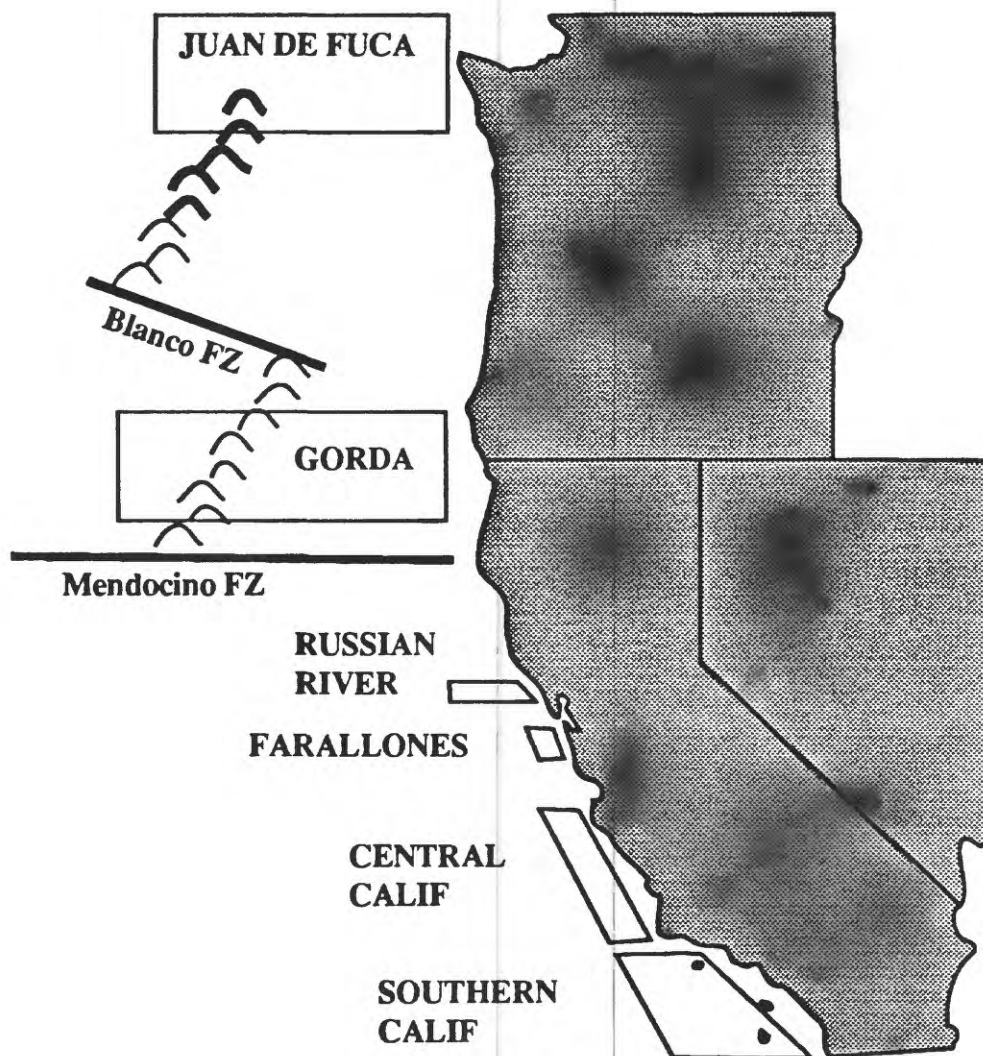 JUAN DE FUCA
Blanco FZ
GORDA
Mendocino FZ
RUSSIAN
RIVER
FARALLONES
CENTRAL
CALIF
SOUTHERN
CALIF